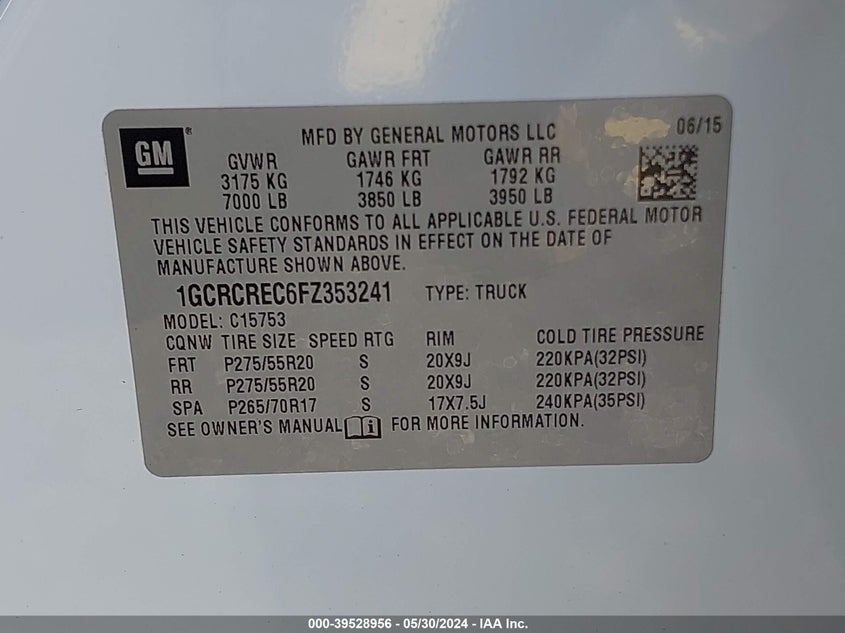 GM®
MFD BY GENERAL MOTORS LLC 06/15
GVWR GAWR FRT GAWR RR
3175 KG 1746 KG 1792 KG
7000 LB 3850 LB 3950 LB
THIS VEHICLE CONFORMS TO ALL APPLICABLE U.S. FEDERAL MOTOR
VEHICLE SAFETY STANDARDS IN EFFECT ON THE DATE OF
MANUFACTURE SHOWN ABOVE.
1GCRCREC6FZ353241 TYPE: TRUCK
MODEL: C15753
CQNW TIRE SIZE SPEED RTG RIM COLD TIRE PRESSURE
FRT P275/55R20 S 20X9J 220KPA(32PSI)
RR P275/55R20 S 20X9J 220KPA(32PSI)
SPA P265/70R17 S 17X7.5J 240KPA(35PSI)
SEE OWNER'S MANUAL i FOR MORE INFORMATION.
000-39528956 - 05/30/2024 - IAA Inc.